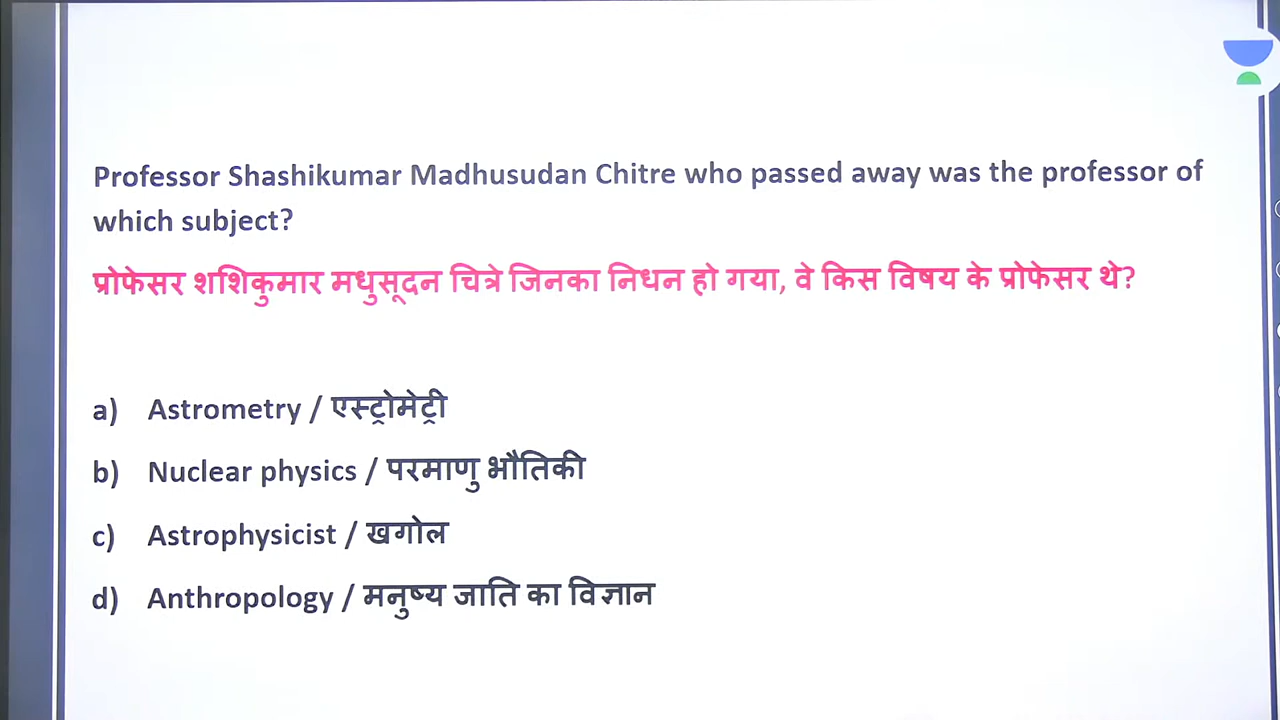 Professor Shashikumar Madhusudan Chitre who passed away was the professor of
which subject?
प्रोफेसर शशिकुमार मधुसूदन चित्रे जिनका निधन हो गया, वे किस विषय के प्रोफेसर थे?
a) Astrometry / एस्ट्रोमेट्री
b) Nuclear physics / परमाणु भौतिकी
c) Astrophysicist / खगोल
d) Anthropology / मनुष्य जाति का विज्ञान